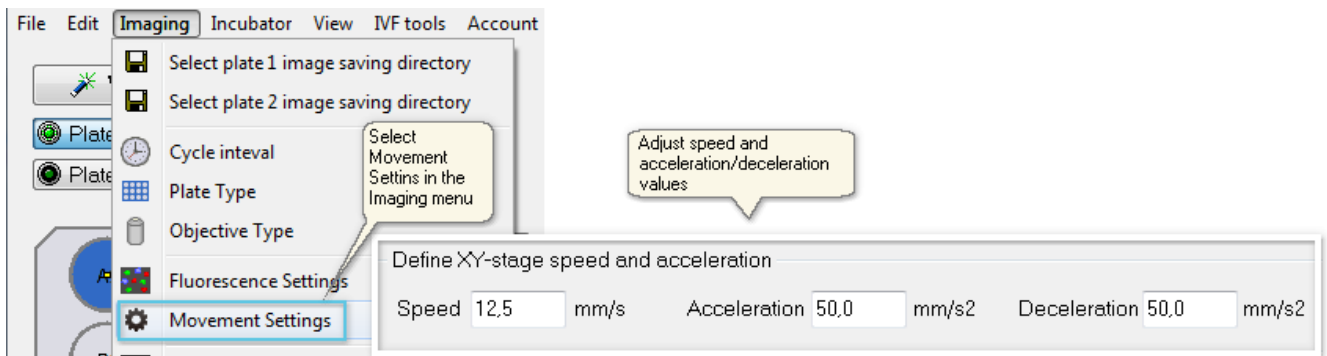 File Edit Imaging Incubator View IVF tools Account
Select plate 1 image saving directory
Select plate 2 image saving directory
Plate
Cycle inteval
Plate
Plate Type
Objective Type
Fluorescence Settings
Movement Settings
Select
Movement
Settins in the
Imaging menu
Adjust speed and
acceleration/deceleration
values
Define XY-stage speed and acceleration
Speed 12,5 mm/s Acceleration 50,0 mm/s2 Deceleration 50,0 mm/s2